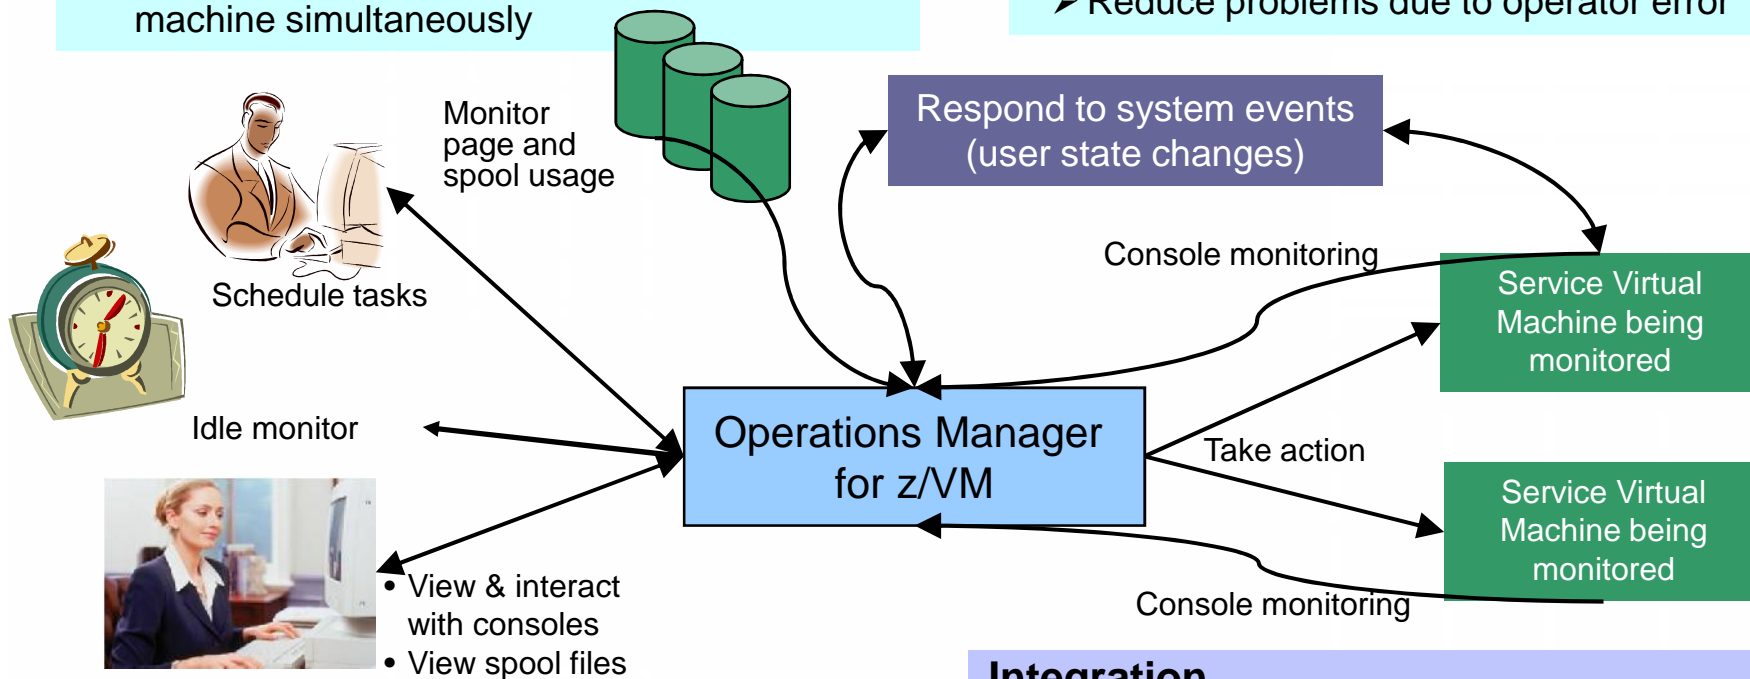 machine simultaneously
➢Reduce problems due to operator error
Monitor
page and
spool usage
Respond to system events
(user state changes)
Console monitoring
Schedule tasks
Service Virtual
Machine being
monitored
Idle monitor
Operations Manager
for z/VM
Take action
Service Virtual
Machine being
monitored
• View & interact
with consoles
• View spool files
Console monitoring
Integration